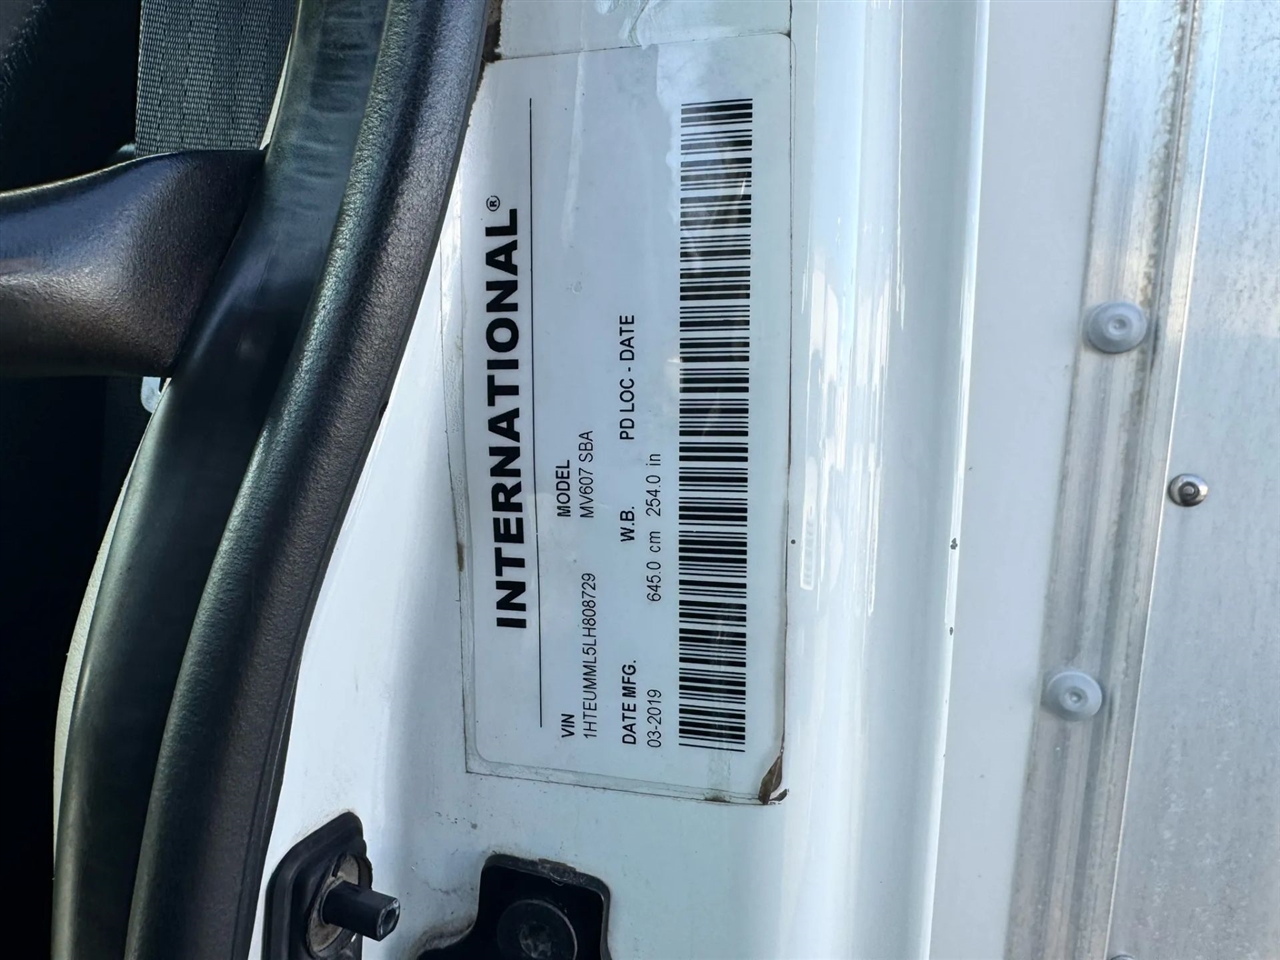 INTERNATIONAL®
VIN MODEL
1HTEUMML5LH808729 MV607 SBA
DATE MFG. W.B. PD LOC - DATE
03-2019 645.0 cm 254.0 in